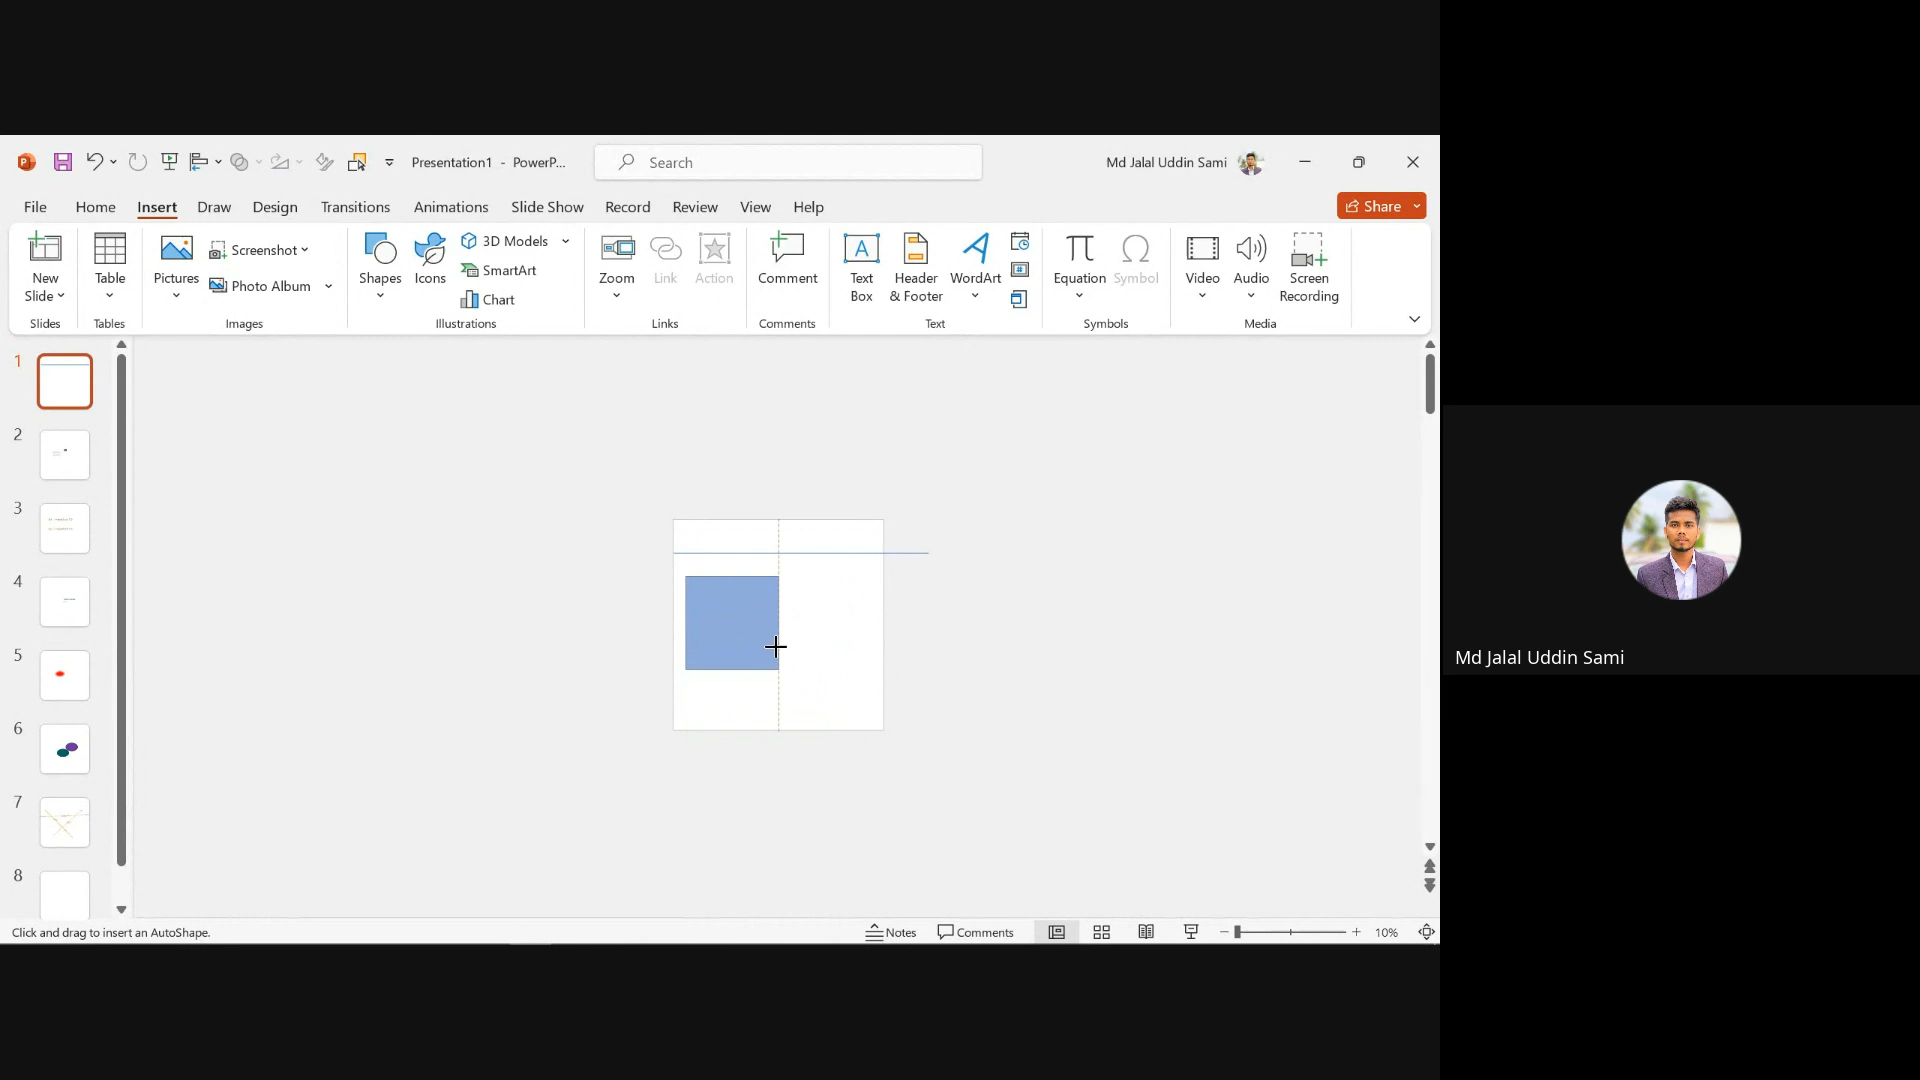 Presentation1 - PowerP...
Search
Md Jalal Uddin Sami
File Home Insert Draw Design Transitions Animations Slide Show Record Review View Help
Share
New Slide
Table
Pictures
Screenshot
Photo Album
Shapes
Icons
3D Models
SmartArt
Chart
Zoom
Link
Action
Comment
Text Box
Header & Footer
WordArt
Equation
Symbol
Video
Audio
Screen Recording
Slides Tables Images Illustrations Links Comments Text Symbols Media
1
2
3
4
5
6
7
8
Md Jalal Uddin Sami
Click and drag to insert an AutoShape.
Notes Comments 10%